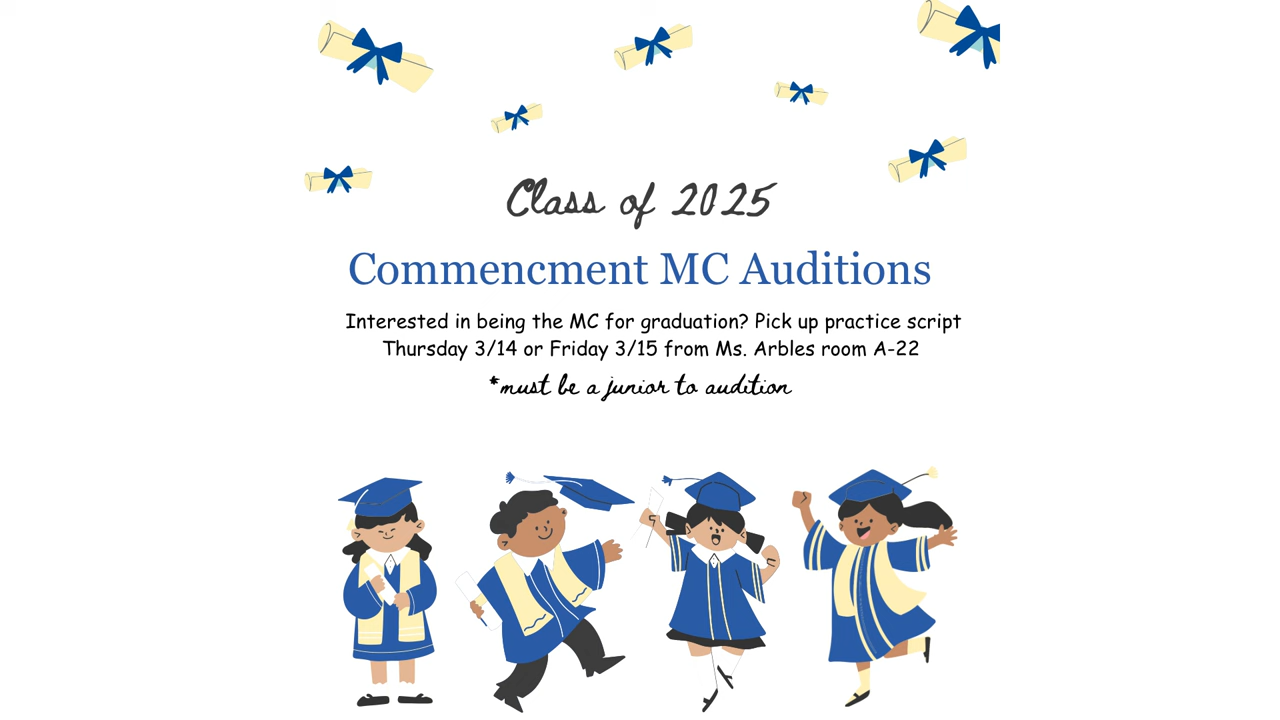 Class of 2025
Commencment MC Auditions
Interested in being the MC for graduation? Pick up practice script
Thursday 3/14 or Friday 3/15 from Ms. Arbles room A-22
*must be a junior to audition